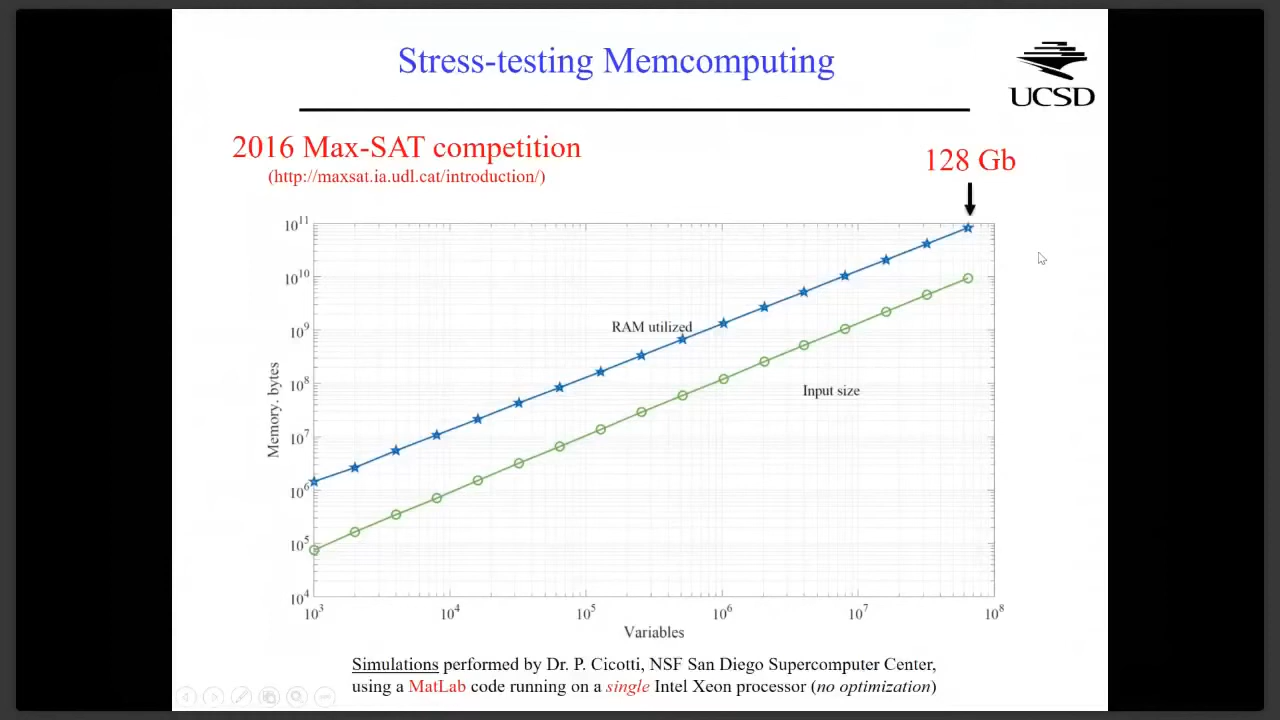 Stress-testing Memcomputing
UCSD
2016 Max-SAT competition
(http://maxsat.ia.udl.cat/introduction/)
128 Gb
10¹¹
10¹⁰
10⁹
10⁸
10⁷
10⁶
10⁵
10⁴
Memory. bytes
RAM utilized
Input size
10³
10⁴
10⁵
10⁶
10⁷
10⁸
Variables
Simulations performed by Dr. P. Cicotti, NSF San Diego Supercomputer Center,
using a MatLab code running on a single Intel Xeon processor (no optimization)